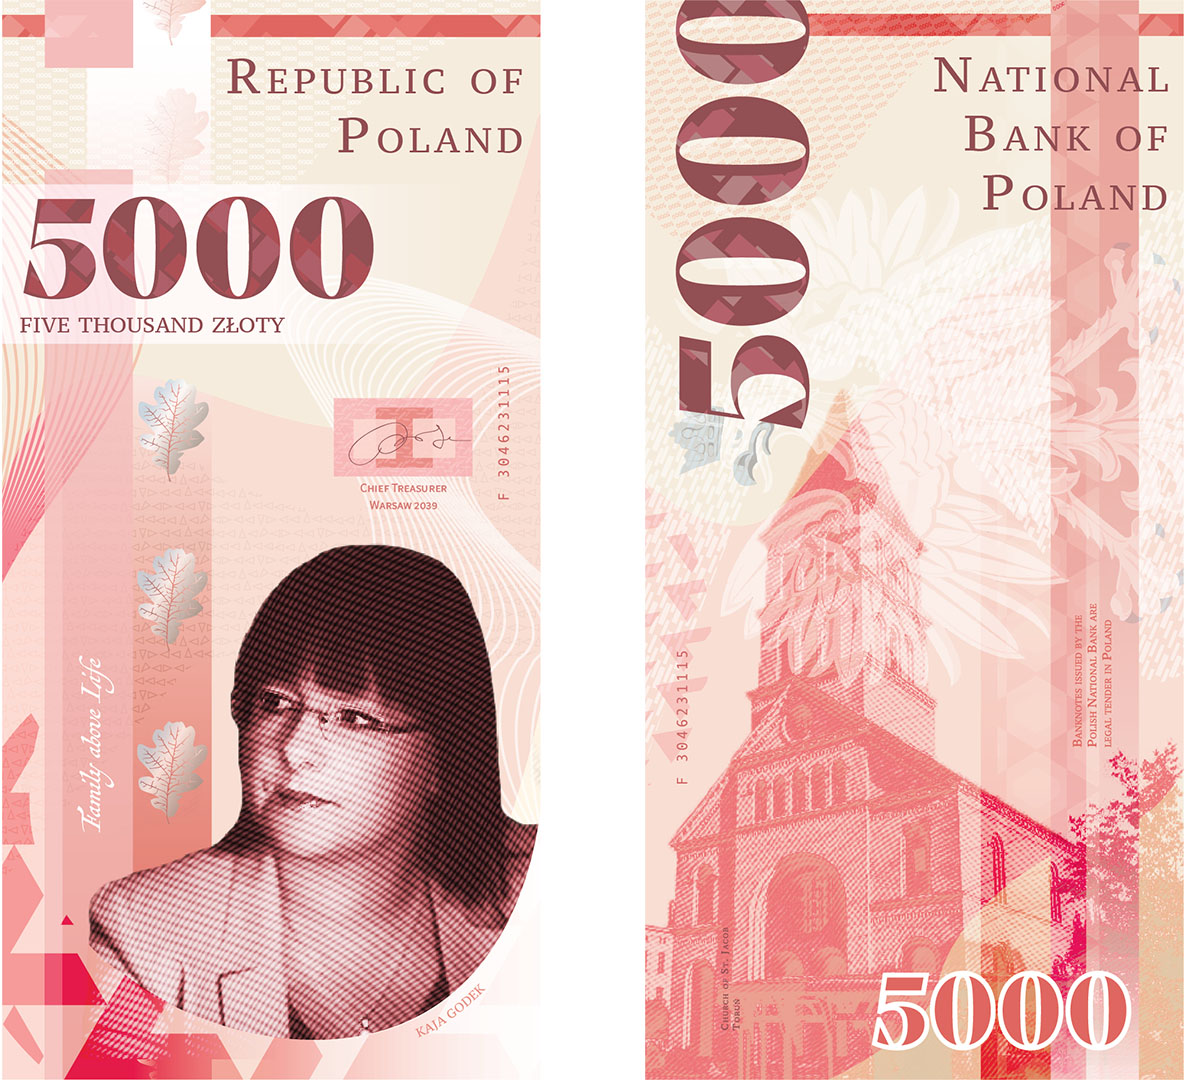 REPUBLIC OF
POLAND
5000
FIVE THOUSAND ZŁOTY
CHIEF TREASURER
WARSAW 2039
F 3046231115
Family above Life
KAJA GODEK
5000
NATIONAL
BANK OF
POLAND
F 3046231115
BANKNOTES ISSUED BY THE
POLISH NATIONAL BANK ARE
LEGAL TENDER IN POLAND
CHURCH OF ST. JACOB
TORUŃ
5000